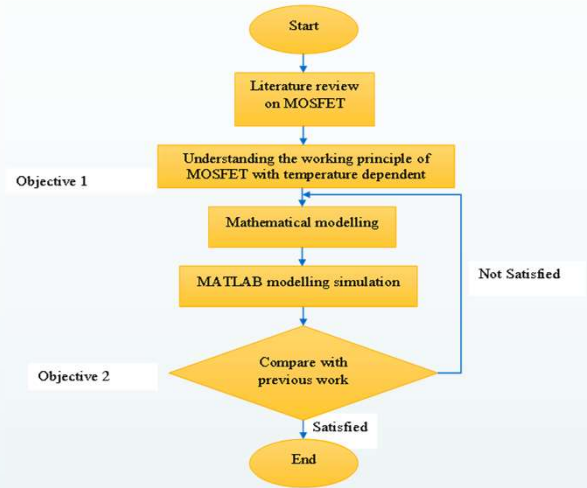 Start
Literature review
on MOSFET
Understanding the working principle of
MOSFET with temperature dependent
Objective 1
Mathematical modelling
MATLAB modelling simulation
Not Satisfied
Compare with
previous work
Objective 2
Satisfied
End